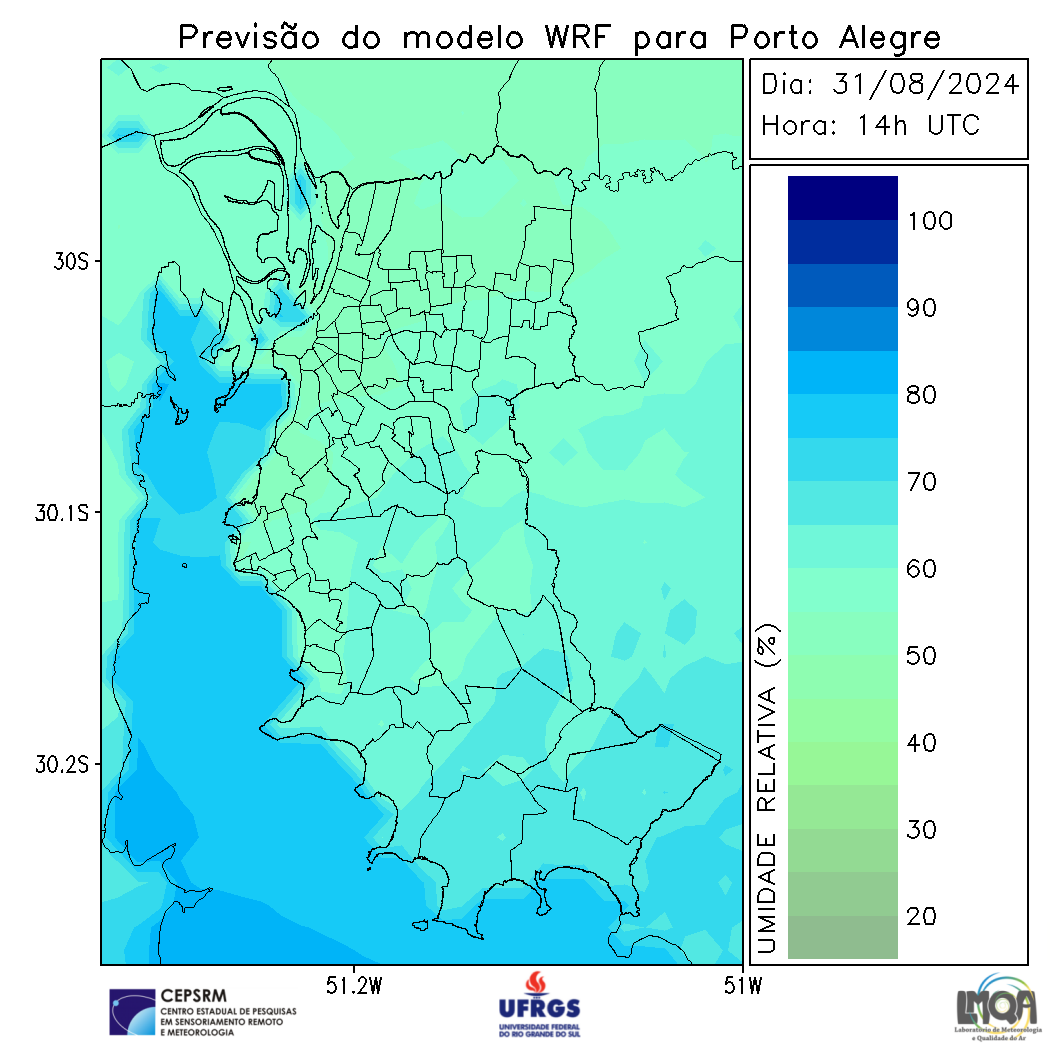 Previsão do modelo WRF para Porto Alegre
Dia: 31/08/2024
Hora: 14h UTC
30S
30.1S
30.2S
51.2W
51W
UMIDADE RELATIVA (%)
100
90
80
70
60
50
40
30
20
CEPSRM
CENTRO ESTADUAL DE PESQUISAS
EM SENSORIAMENTO REMOTO
E METEOROLOGIA
UFRGS
UNIVERSIDADE FEDERAL
DO RIO GRANDE DO SUL
LMQA
Laboratório de Meteorologia
e Qualidade do Ar